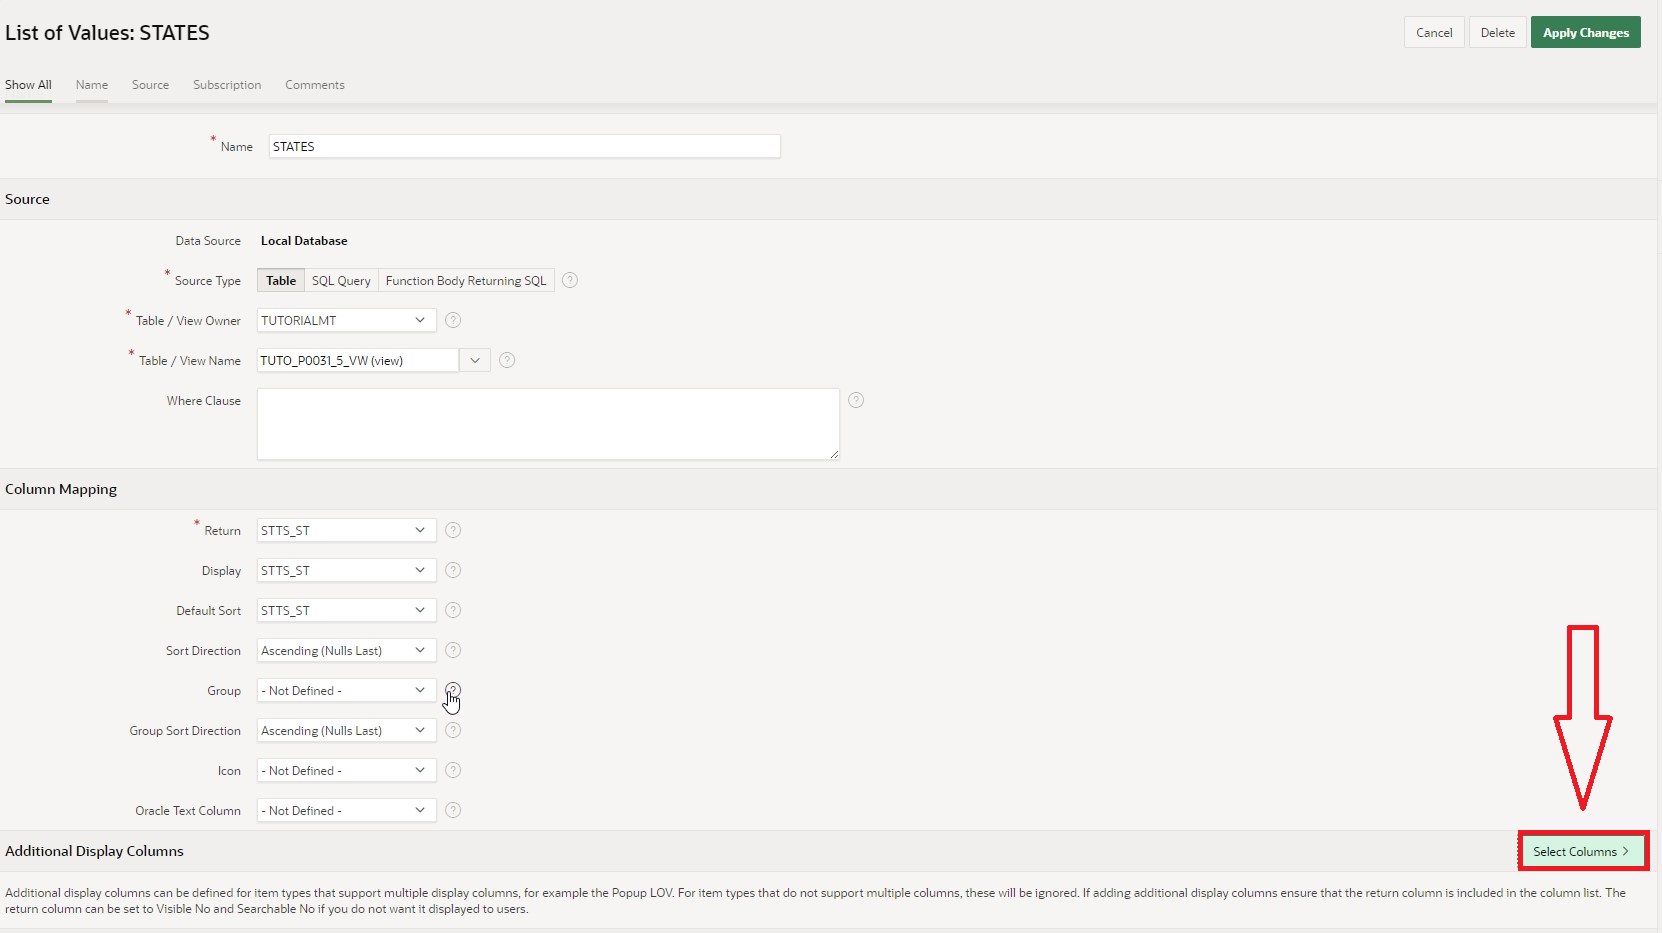 List of Values: STATES
Cancel
Delete
Apply Changes
Show All
Name
Source
Subscription
Comments
* Name
STATES
Source
Data Source
Local Database
* Source Type
Table
SQL Query
Function Body Returning SQL
?
* Table / View Owner
TUTORIALMT
?
* Table / View Name
TUTO_P0031_5_VW (view)
?
Where Clause
?
Column Mapping
* Return
STTS_ST
?
Display
STTS_ST
?
Default Sort
STTS_ST
?
Sort Direction
Ascending (Nulls Last)
?
Group
- Not Defined -
?
Group Sort Direction
Ascending (Nulls Last)
?
Icon
- Not Defined -
?
Oracle Text Column
- Not Defined -
?
Additional Display Columns
Select Columns >
Additional display columns can be defined for item types that support multiple display columns, for example the Popup LOV. For item types that do not support multiple columns, these will be ignored. If adding additional display columns ensure that the return column is included in the column list. The
return column can be set to Visible No and Searchable No if you do not want it displayed to users.